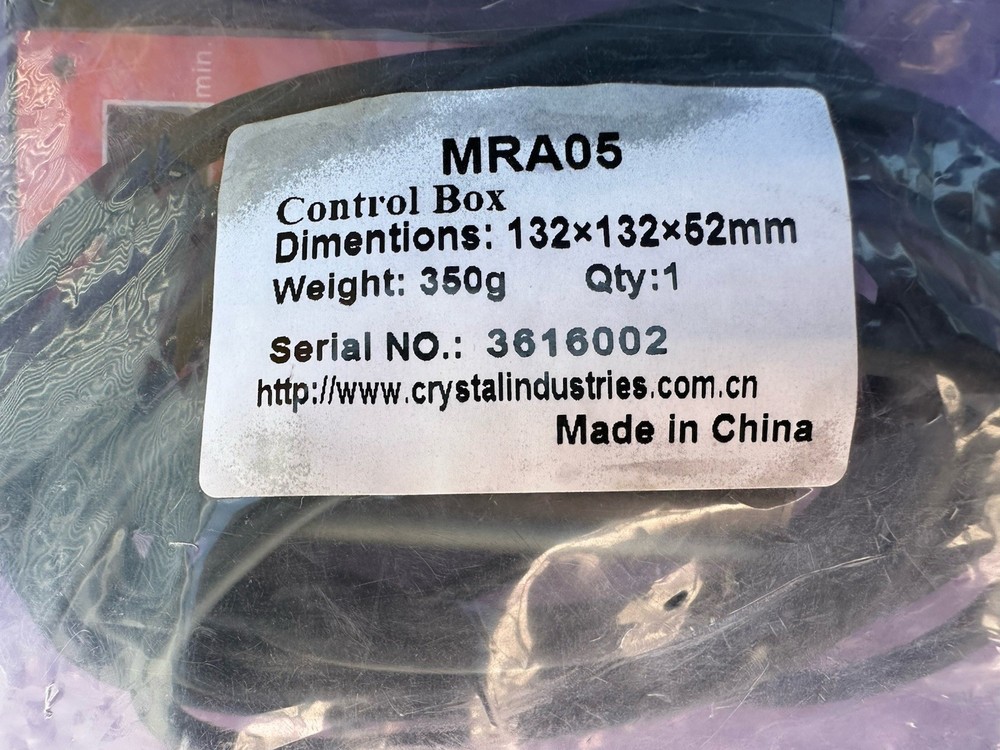 min.
MRA05
Control Box
Dimentions: 132×132×52mm
Weight: 350g Qty:1
Serial NO.: 3616002
http://www.crystalindustries.com.cn
Made in China